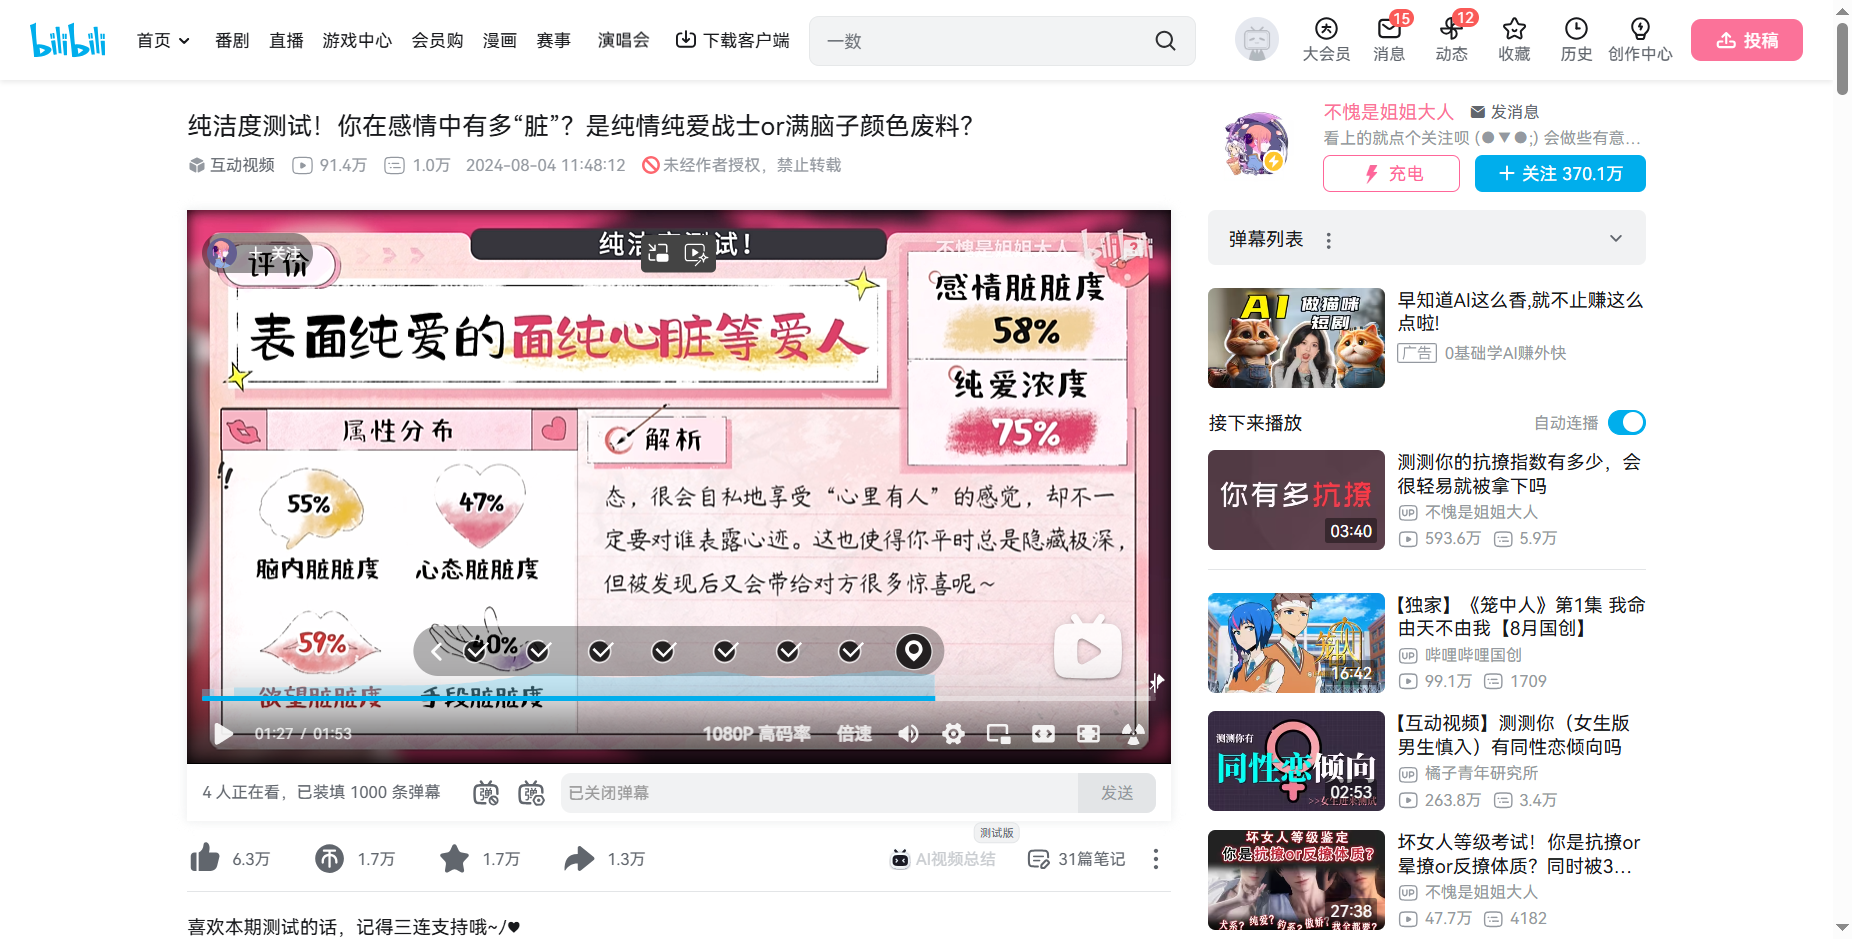 bilibili
首页
番剧
直播
游戏中心
会员购
漫画
赛事
演唱会
下载客户端
一数
大会员
15
消息
12
动态
收藏
历史
创作中心
投稿
纯洁度测试！你在感情中有多“脏”？是纯情纯爱战士or满脑子颜色废料？
互动视频 91.4万 1.0万 2024-08-04 11:48:12 未经作者授权，禁止转载
不愧是姐姐大人 发消息
看上的就点个关注呗 (●▼●;) 会做些有意…
充电
+ 关注 370.1万
+ 关注
评价
不愧是姐姐大人 bilibili
表面纯爱的面纯心脏等爱人
感情脏脏度
58%
纯爱浓度
75%
属性分布
解析
55%
47%
脑内脏脏度
心态脏脏度
59%
欲望脏脏度
手段脏脏度
态，很会自私地享受“心里有人”的感觉，却不一
定要对谁表露心迹。这也使得你平时总是隐藏极深，
但被发现后又会带给对方很多惊喜呢~
01:27 / 01:53
1080P 高码率
倍速
4 人正在看，已装填 1000 条弹幕
已关闭弹幕
发送
6.3万
1.7万
1.7万
1.3万
测试版
AI视频总结
31篇笔记
喜欢本期测试的话，记得三连支持哦~/♥
弹幕列表
AI 做猫咪
短剧
早知道AI这么香,就不止赚这么
点啦!
广告 0基础学AI赚外快
接下来播放
自动连播
你有多抗撩
03:40
测测你的抗撩指数有多少，会
很轻易就被拿下吗
UP 不愧是姐姐大人
593.6万 5.9万
16:42
【独家】《笼中人》第1集 我命
由天不由我【8月国创】
UP 哔哩哔哩国创
99.1万 1709
测测你有
同性恋倾向
02:53
【互动视频】测测你（女生版
男生慎入）有同性恋倾向吗
UP 橘子青年研究所
263.8万 3.4万
坏女人等级鉴定
你是抗撩or反撩体质？
27:38
坏女人等级考试！你是抗撩or
晕撩or反撩体质？同时被3…
UP 不愧是姐姐大人
47.7万 4182